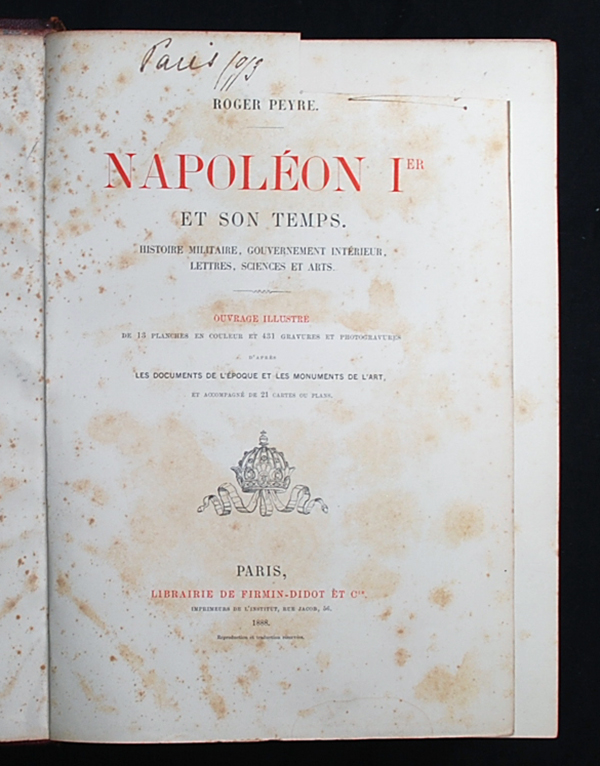 Paris 1913
ROGER PEYRE.
NAPOLÉON IER
ET SON TEMPS.
HISTOIRE MILITAIRE, GOUVERNEMENT INTÉRIEUR,
LETTRES, SCIENCES ET ARTS.
OUVRAGE ILLUSTRÉ
DE 13 PLANCHES EN COULEUR ET 431 GRAVURES ET PHOTOGRAVURES
D'APRÈS
LES DOCUMENTS DE L'ÉPOQUE ET LES MONUMENTS DE L'ART,
ET ACCOMPAGNÉ DE 21 CARTES OU PLANS.
PARIS,
LIBRAIRIE DE FIRMIN-DIDOT ET Cie.
IMPRIMEURS DE L'INSTITUT, RUE JACOB, 56.
1888.
Reproduction et traduction réservées.